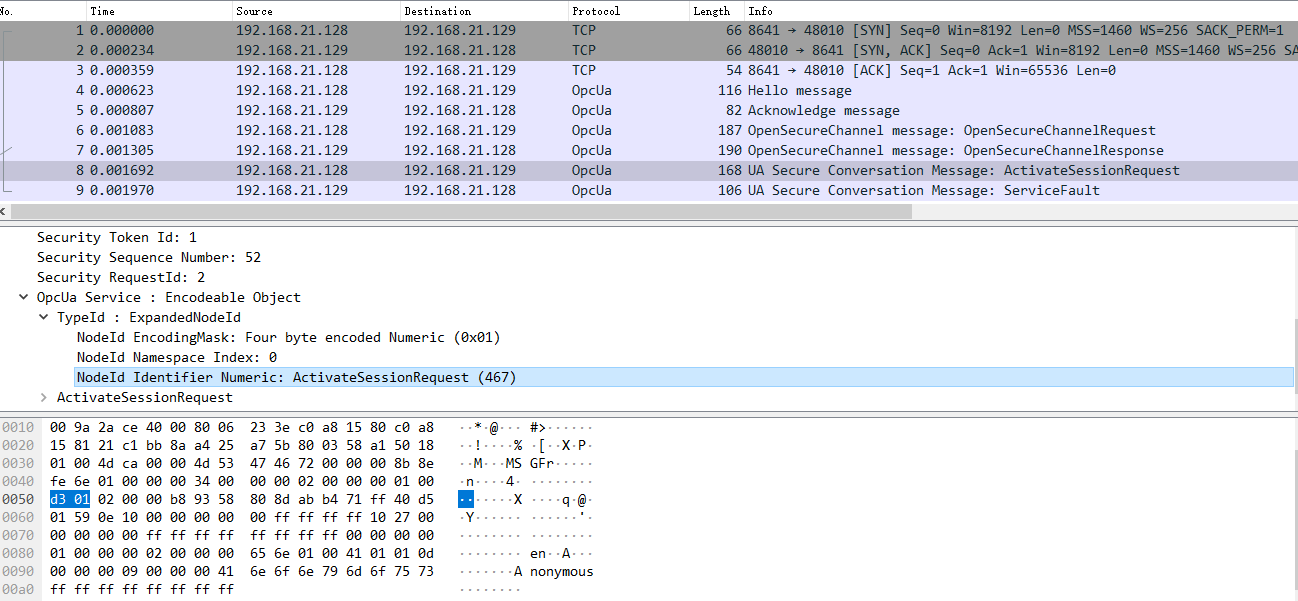 No. Time Source Destination Protocol Length Info
1 0.000000 192.168.21.128 192.168.21.129 TCP 66 8641 → 48010 [SYN] Seq=0 Win=8192 Len=0 MSS=1460 WS=256 SACK_PERM=1
2 0.000234 192.168.21.129 192.168.21.128 TCP 66 48010 → 8641 [SYN, ACK] Seq=0 Ack=1 Win=8192 Len=0 MSS=1460 WS=256 SA
3 0.000359 192.168.21.128 192.168.21.129 TCP 54 8641 → 48010 [ACK] Seq=1 Ack=1 Win=65536 Len=0
4 0.000623 192.168.21.128 192.168.21.129 OpcUa 116 Hello message
5 0.000807 192.168.21.129 192.168.21.128 OpcUa 82 Acknowledge message
6 0.001083 192.168.21.128 192.168.21.129 OpcUa 187 OpenSecureChannel message: OpenSecureChannelRequest
7 0.001305 192.168.21.129 192.168.21.128 OpcUa 190 OpenSecureChannel message: OpenSecureChannelResponse
8 0.001692 192.168.21.128 192.168.21.129 OpcUa 168 UA Secure Conversation Message: ActivateSessionRequest
9 0.001970 192.168.21.129 192.168.21.128 OpcUa 106 UA Secure Conversation Message: ServiceFault
Security Token Id: 1
Security Sequence Number: 52
Security RequestId: 2
OpcUa Service : Encodeable Object
TypeId : ExpandedNodeId
NodeId EncodingMask: Four byte encoded Numeric (0x01)
NodeId Namespace Index: 0
NodeId Identifier Numeric: ActivateSessionRequest (467)
ActivateSessionRequest
0010 00 9a 2a ce 40 00 80 06 23 3e c0 a8 15 80 c0 a8 ··*·@··· #>······
0020 15 81 21 c1 bb 8a a4 25 a7 5b 80 03 58 a1 50 18 ··!····% ·[··X·P·
0030 01 00 4d ca 00 00 4d 53 47 46 72 00 00 00 8b 8e ··M···MS GFr·····
0040 fe 6e 01 00 00 00 34 00 00 00 02 00 00 00 01 00 ·n····4· ········
0050 d3 01 02 00 00 b8 93 58 80 8d ab b4 71 ff 40 d5 ·······X ····q·@·
0060 01 59 0e 10 00 00 00 00 00 ff ff ff ff 10 27 00 ·Y······ ······'·
0070 00 00 00 00 ff ff ff ff ff ff ff ff 00 00 00 00 ········ ········
0080 01 00 00 00 02 00 00 00 65 6e 01 00 41 01 01 0d ········ en··A···
0090 00 00 00 09 00 00 00 41 6e 6f 6e 79 6d 6f 75 73 ·······A nonymous
00a0 ff ff ff ff ff ff ff ff ········